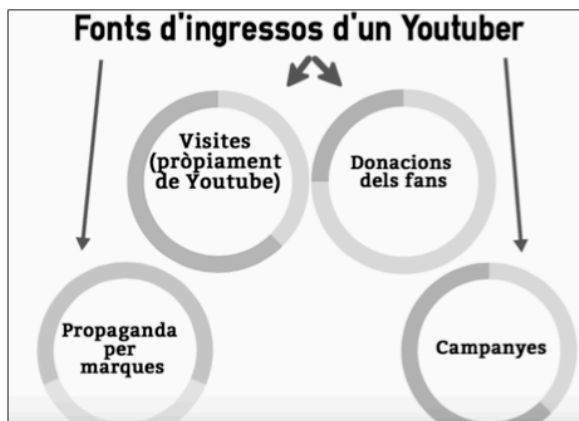 Fonts d'ingressos d'un Youtuber
Visites
(pròpiament
de Youtube)
Donacions
dels fans
Propaganda
per
marques
Campanyes